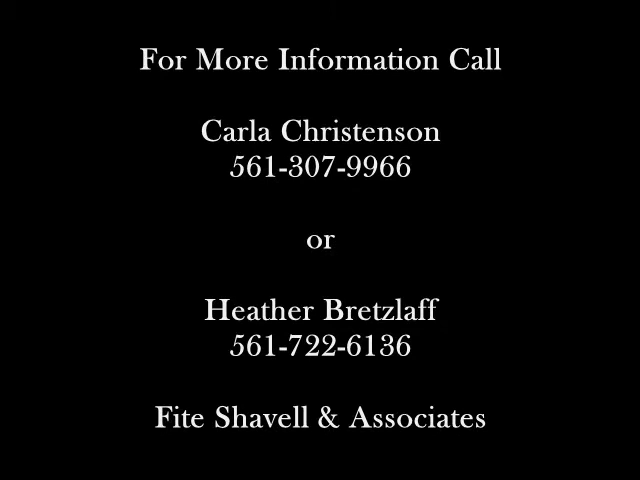 For More Information Call
Carla Christenson
561-307-9966
or
Heather Bretzlaff
561-722-6136
Fite Shavell & Associates